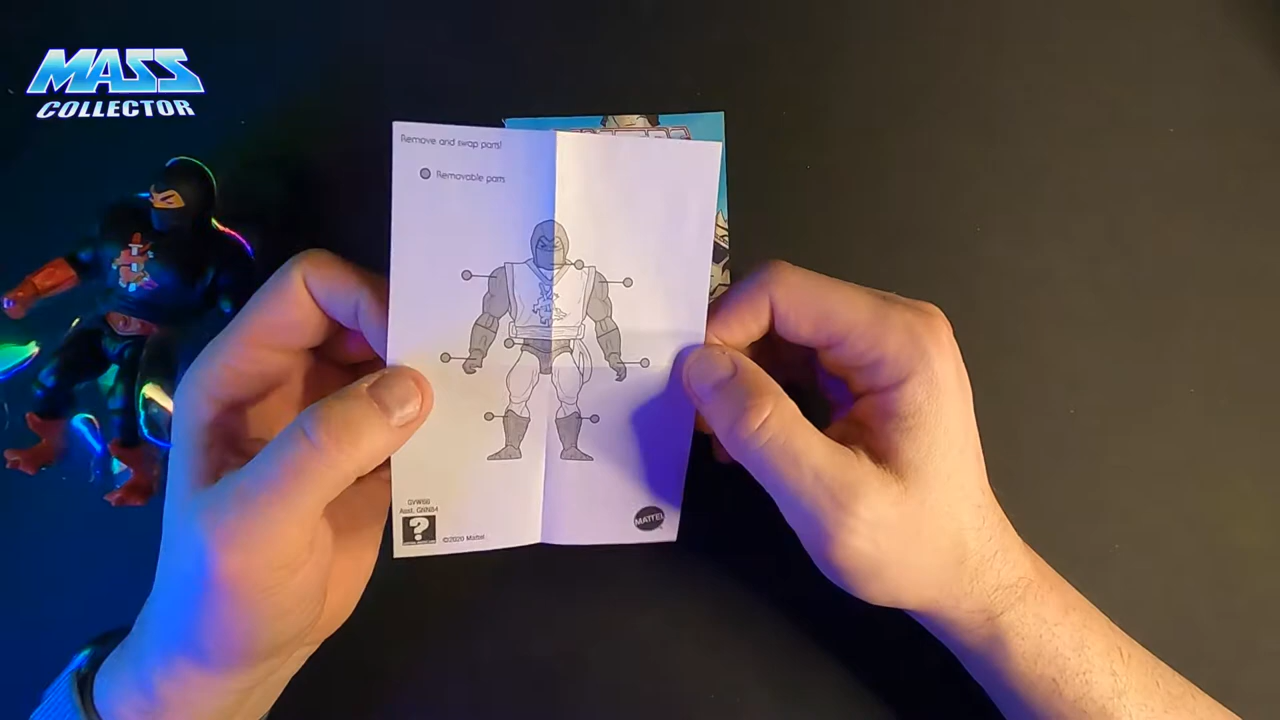 MASS
COLLECTOR
Remove and swap parts!
Removable parts
GVW60
Asst. GNN84
?
©2020 Mattel
MATTEL